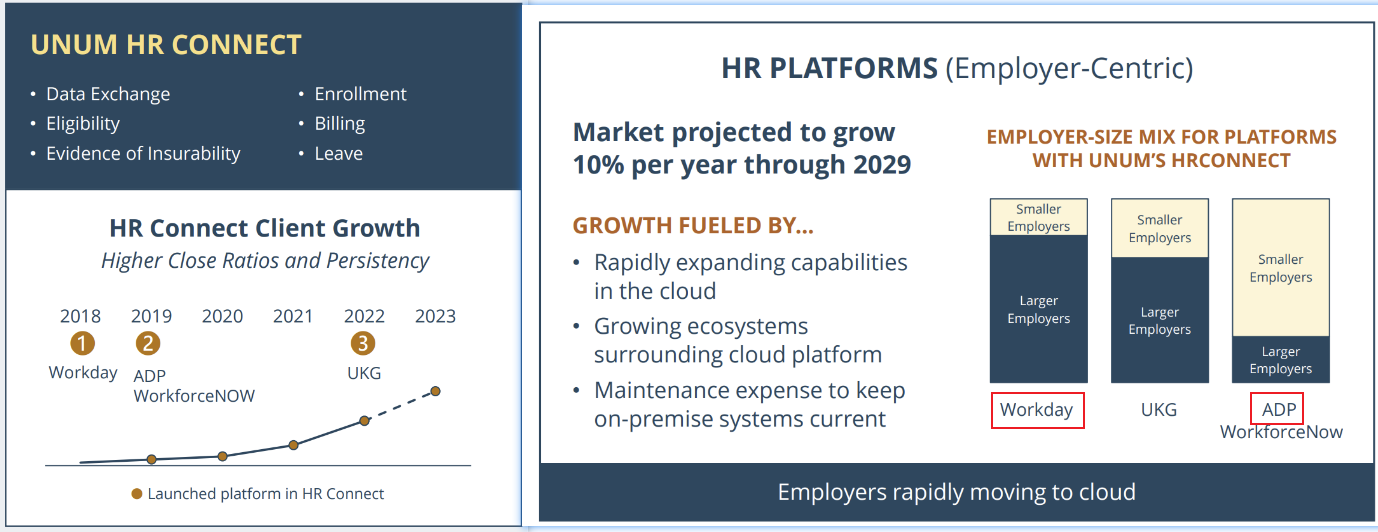 UNUM HR CONNECT
• Data Exchange
• Eligibility
• Evidence of Insurability
• Enrollment
• Billing
• Leave
HR Connect Client Growth
Higher Close Ratios and Persistency
2018 2019 2020 2021 2022 2023
1 2 3
Workday
ADP
WorkforceNOW
UKG
Launched platform in HR Connect
HR PLATFORMS (Employer-Centric)
Market projected to grow
10% per year through 2029
GROWTH FUELED BY...
• Rapidly expanding capabilities
in the cloud
• Growing ecosystems
surrounding cloud platform
• Maintenance expense to keep
on-premise systems current
EMPLOYER-SIZE MIX FOR PLATFORMS
WITH UNUM'S HRCONNECT
Smaller
Employers
Larger
Employers
Workday
Smaller
Employers
Larger
Employers
UKG
Smaller
Employers
Larger
Employers
ADP
WorkforceNow
Employers rapidly moving to cloud